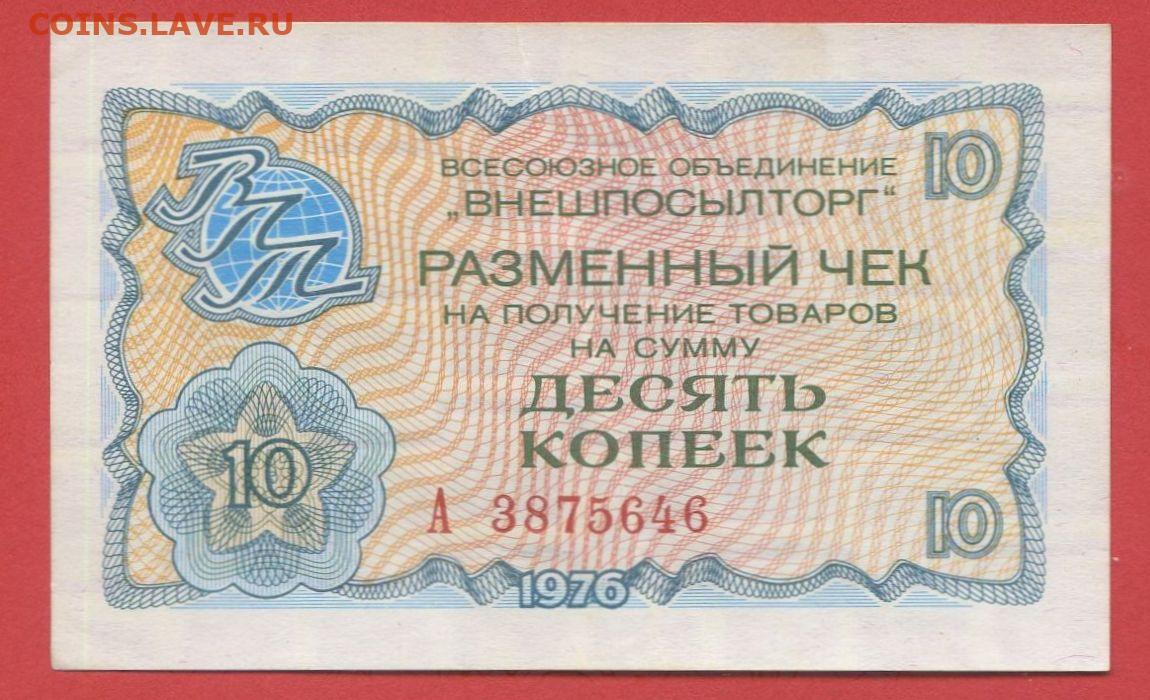 COINS.LAVE.RU
ВПТ
ВСЕСОЮЗНОЕ ОБЪЕДИНЕНИЕ
„ВНЕШПОСЫЛТОРГ“
10
РАЗМЕННЫЙ ЧЕК
НА ПОЛУЧЕНИЕ ТОВАРОВ
НА СУММУ
ДЕСЯТЬ
КОПЕЕК
10
А 3875646
10
1976